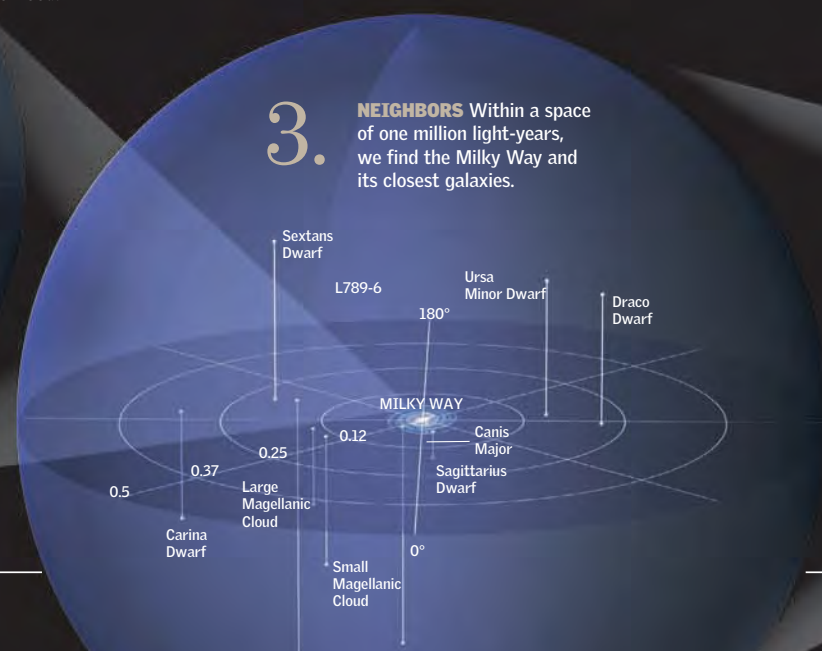 3.
NEIGHBORS Within a space
of one million light-years,
we find the Milky Way and
its closest galaxies.
Sextans
Dwarf
L789-6
Ursa
Minor Dwarf
180°
Draco
Dwarf
MILKY WAY
0.12
Canis
Major
0.25
Sagittarius
Dwarf
0.37
0.5
Large
Magellanic
Cloud
Carina
Dwarf
0°
Small
Magellanic
Cloud